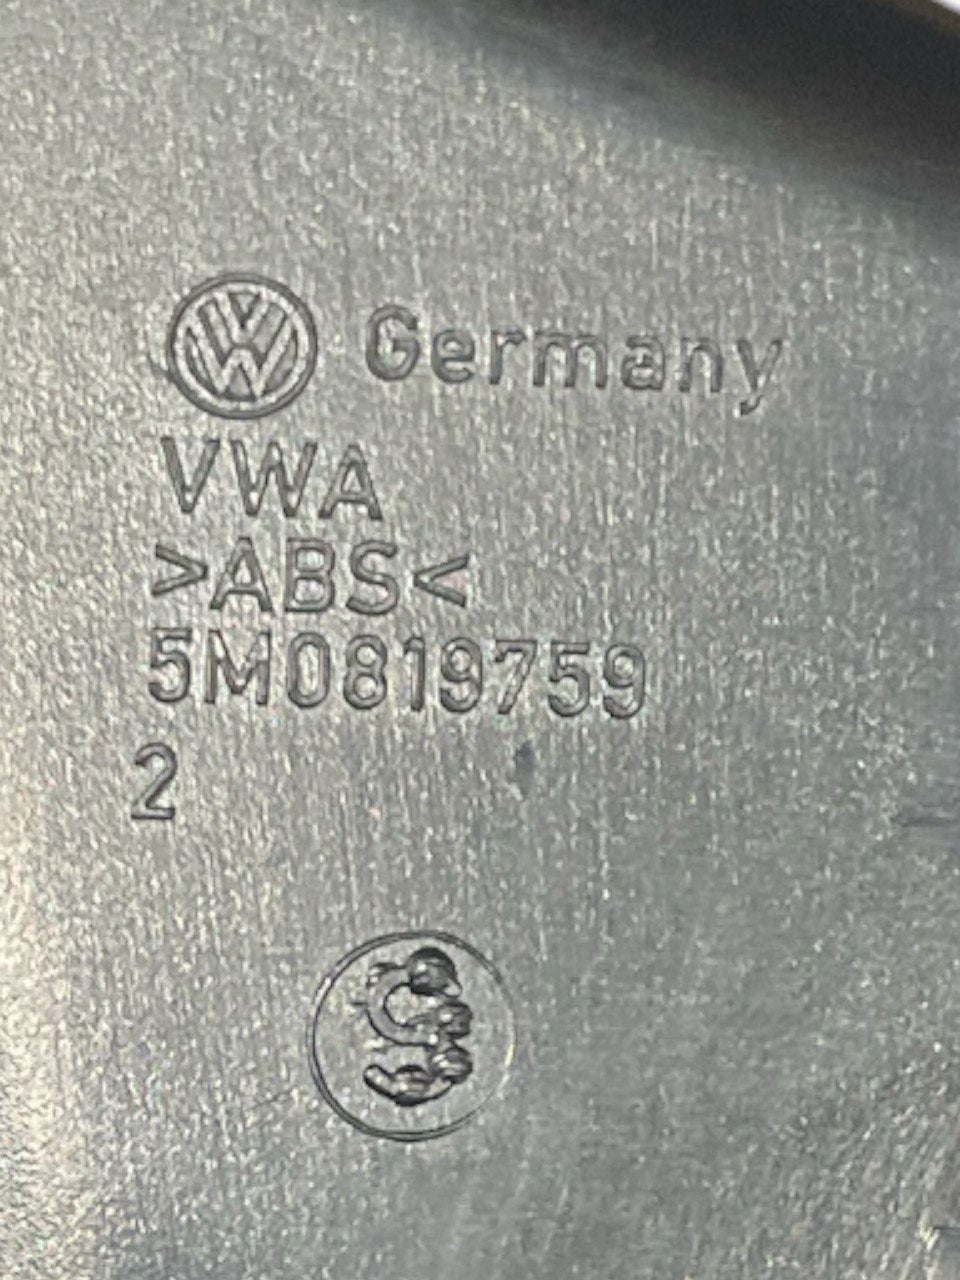 Germany
VWA
>ABS<
5M0819759
2